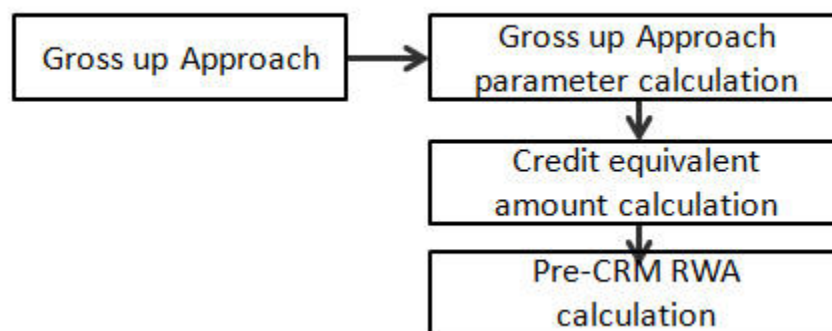 Gross up Approach
Gross up Approach
parameter calculation
Credit equivalent
amount calculation
Pre-CRM RWA
calculation